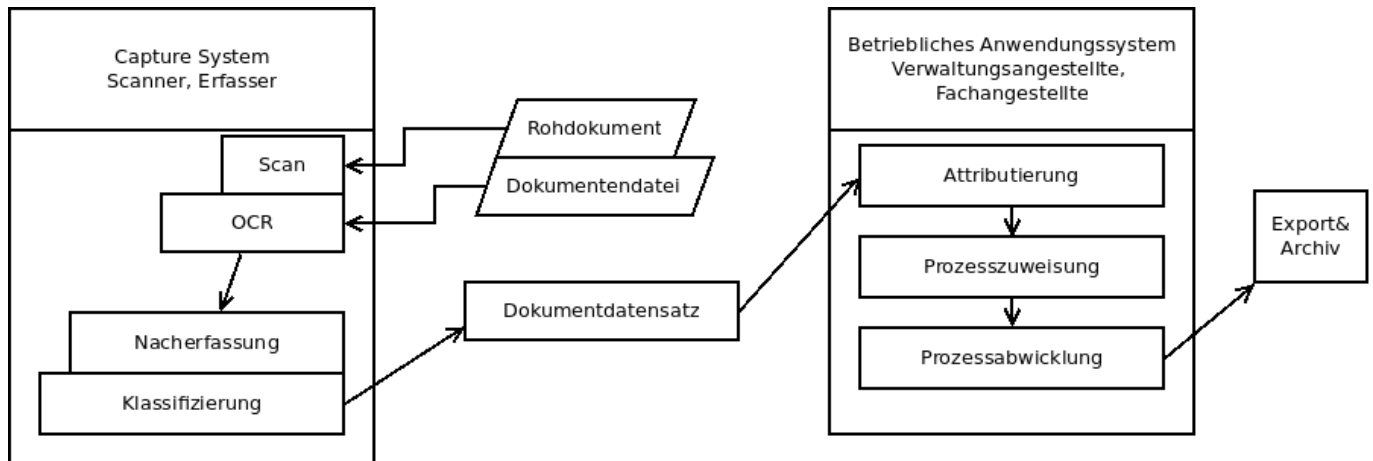 Capture System
Scanner, Erfasser
Scan
OCR
Nacherfassung
Klassifizierung
Rohdokument
Dokumentendatei
Dokumentdatensatz
Betriebliches Anwendungssystem
Verwaltungsangestellte,
Fachangestellte
Attributierung
Prozesszuweisung
Prozessabwicklung
Export&
Archiv